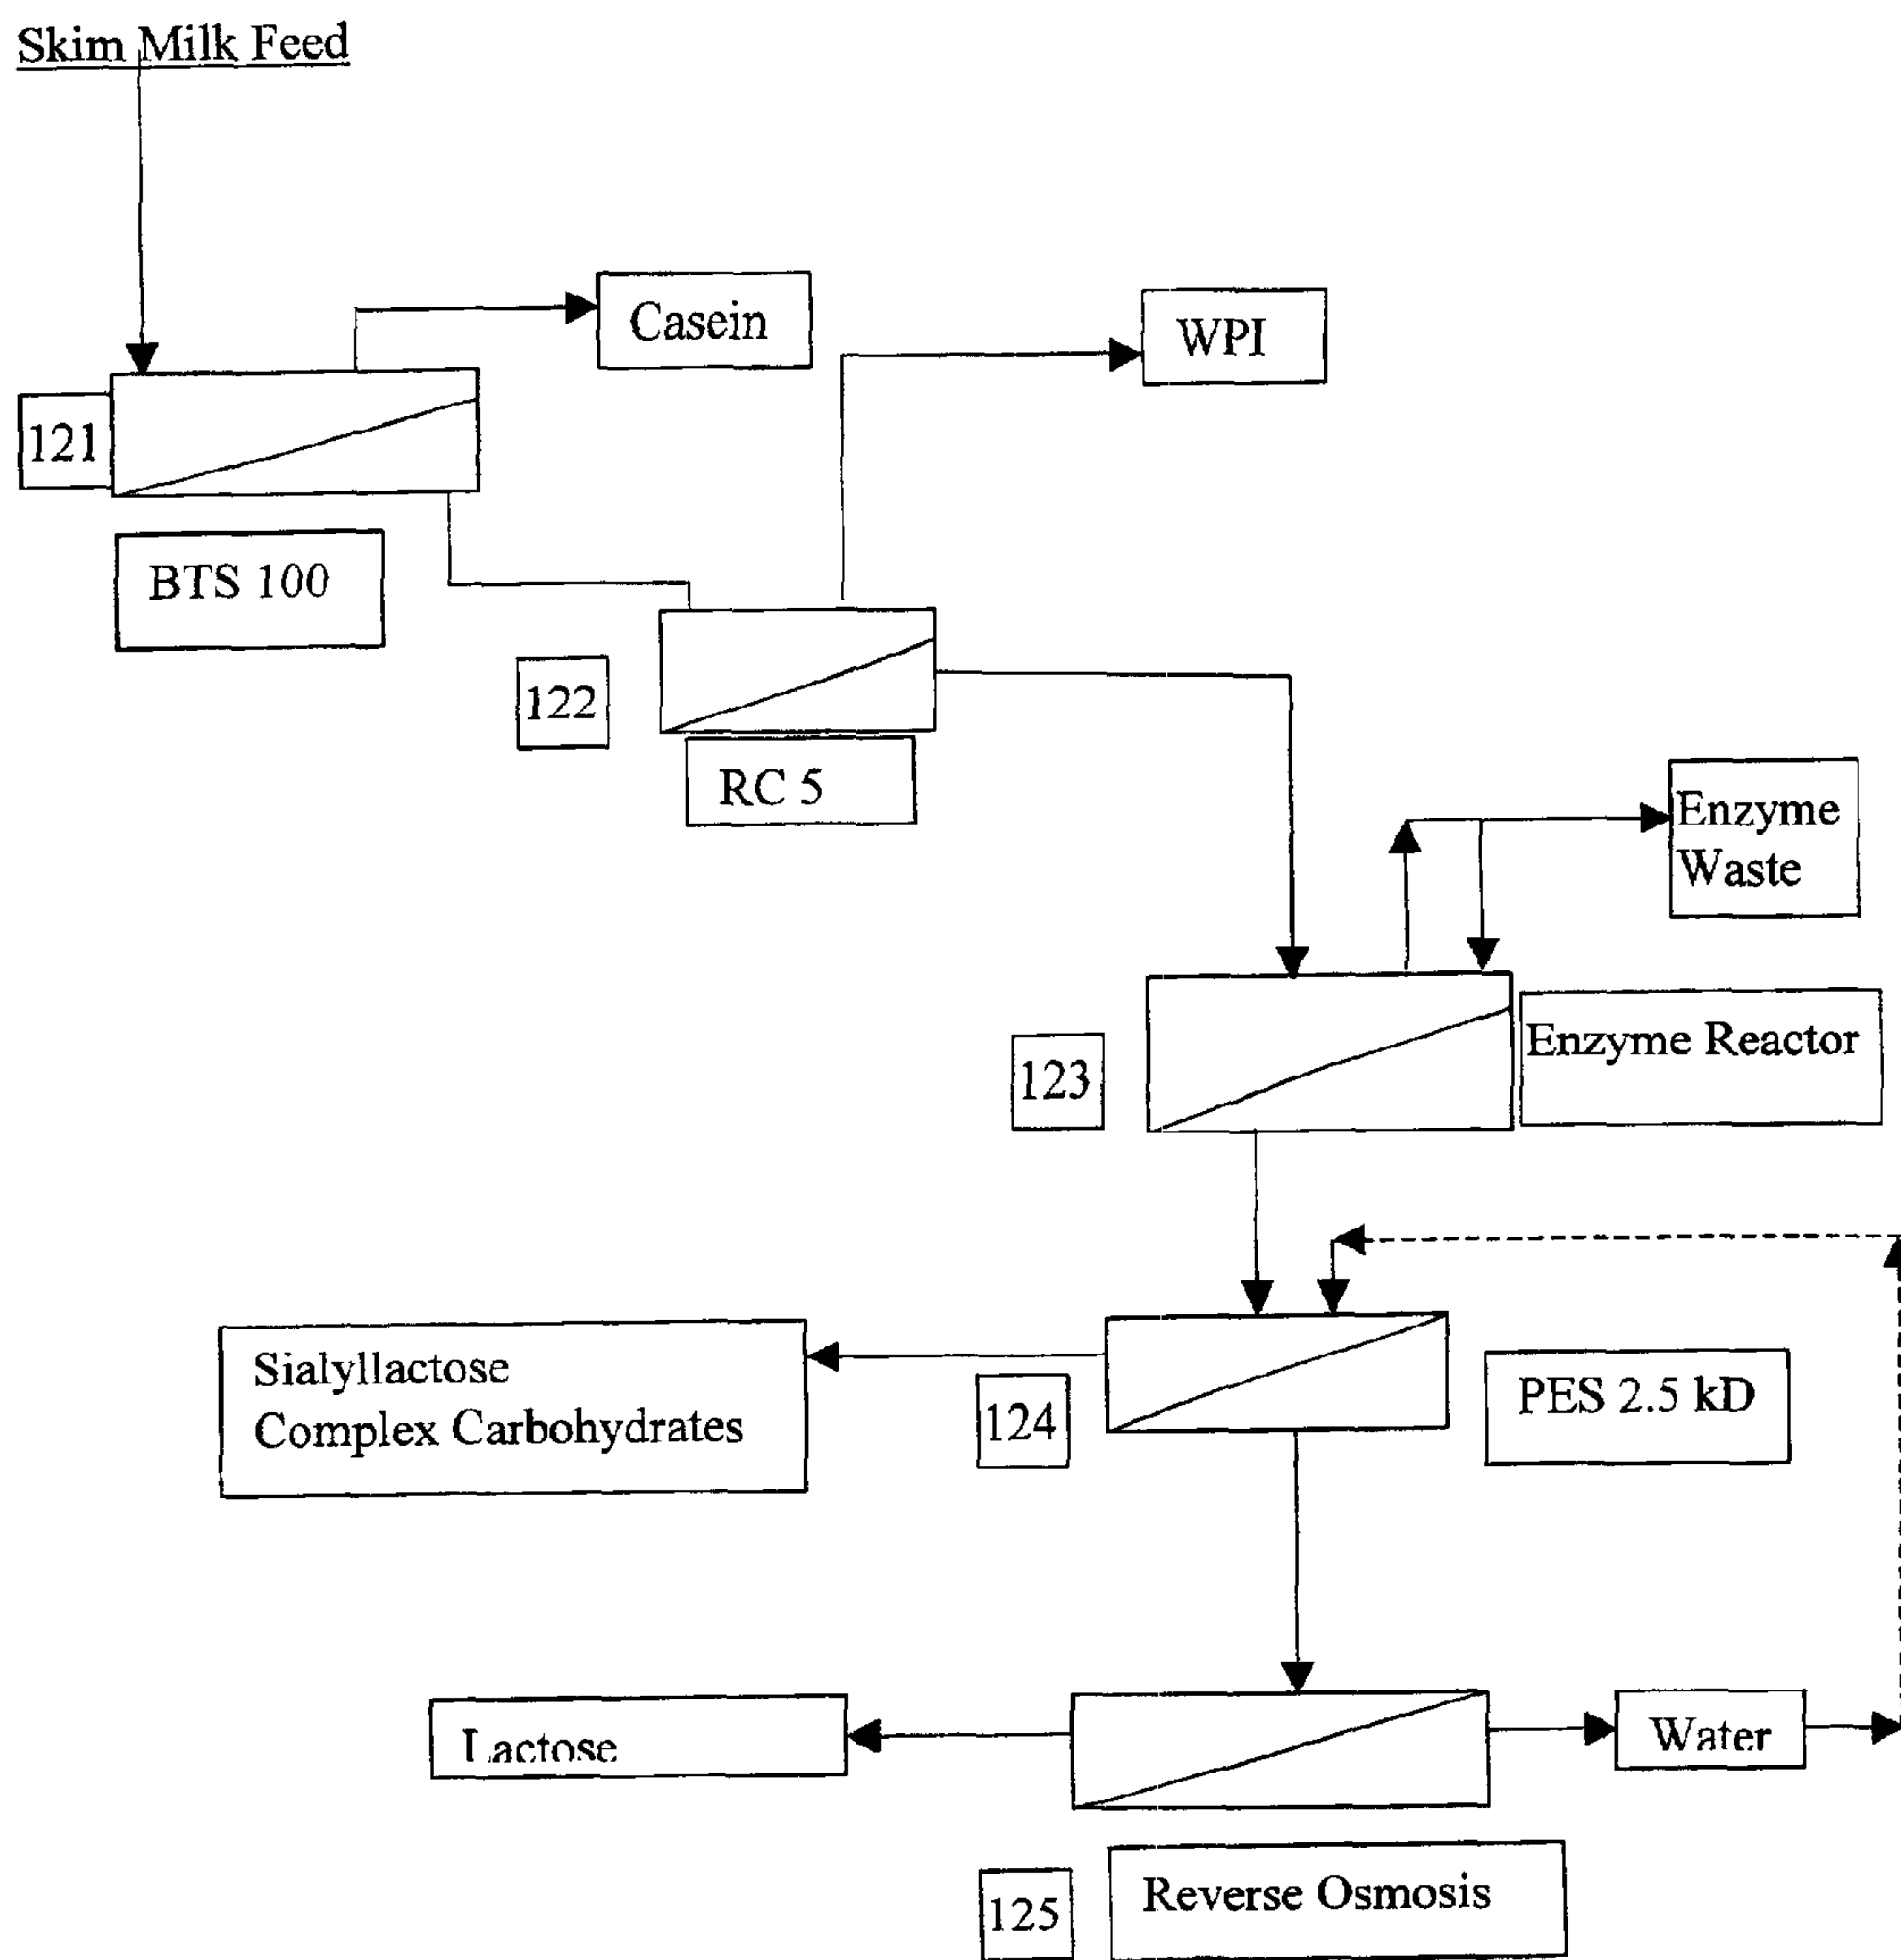 Skim Milk Feed
Casein
WPI
121
BTS 100
122
RC 5
Enzyme
Waste
123
Enzyme Reactor
Sialyllactose
Complex Carbohydrates
124
PES 2.5 kD
Lactose
Water
125
Reverse Osmosis